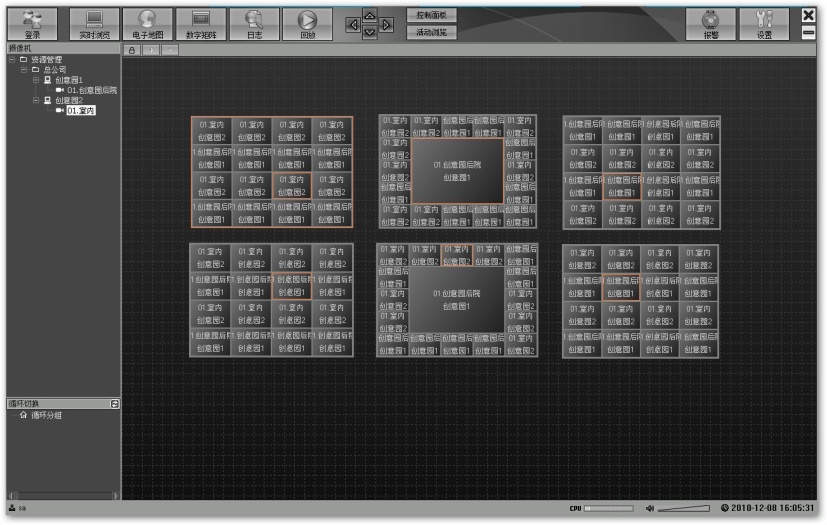 登录 实时浏览 电子地图 数字矩阵 日志 回放 控制面板 报警 设置
活动浏览
摄像机
资源管理
总公司
创意园1
01.创意园后院
创意园2
01.室内
01.室内 01.室内 01.室内 01.室内
创意园2 创意园2 创意园2 创意园2
1.创意园后院 1.创意园后院 1.创意园后院 1.创意园后院
创意园1 创意园1 创意园1 创意园1
01.室内 01.室内 01.室内 01.室内
创意园2 创意园2 创意园2 创意园2
1.创意园后院 1.创意园后院 1.创意园后院 1.创意园后院
创意园1 创意园1 创意园1 创意园1
01.室内 01.室内 创意园后 创意园后 01.室内
创意园2 创意园2 创意园1 创意园1 创意园2
01.室内 创意园后
创意园2 创意园1
01.创意园后院
创意园1
01.室内 01.室内
创意园2 创意园2
创意园后 创意园后
创意园1 创意园1
01.室内 01.室内 创意园后 创意园后 创意园后
创意园2 创意园2 创意园1 创意园1 创意园1
1.创意园后院 1.创意园后院 1.创意园后院 1.创意园后院
创意园1 创意园1 创意园1 创意园1
01.室内 01.室内 01.室内 01.室内
创意园2 创意园2 创意园2 创意园2
1.创意园后院 1.创意园后院 1.创意园后院 1.创意园后院
创意园1 创意园1 创意园1 创意园1
01.室内 01.室内 01.室内 01.室内
创意园2 创意园2 创意园2 创意园2
01.室内 01.室内 01.室内 01.室内
创意园2 创意园2 创意园2 创意园2
1.创意园后院 1.创意园后院 1.创意园后院 1.创意园后院
创意园1 创意园1 创意园1 创意园1
01.室内 01.室内 01.室内 01.室内
创意园2 创意园2 创意园2 创意园2
1.创意园后院 1.创意园后院 1.创意园后院 1.创意园后院
创意园1 创意园1 创意园1 创意园1
01.室内 01.室内 01.室内 01.室内 创意园后
创意园2 创意园2 创意园2 创意园2 创意园1
创意园后 创意园后
创意园1 创意园1
01.创意园后院
创意园1
01.室内 01.室内
创意园2 创意园2
01.室内 01.室内
创意园2 创意园2
创意园后 创意园后 创意园后 创意园后 01.室内
创意园1 创意园1 创意园1 创意园1 创意园2
01.室内 01.室内 01.室内 01.室内
创意园2 创意园2 创意园2 创意园2
1.创意园后院 1.创意园后院 1.创意园后院 1.创意园后院
创意园1 创意园1 创意园1 创意园1
01.室内 01.室内 01.室内 01.室内
创意园2 创意园2 创意园2 创意园2
1.创意园后院 1.创意园后院 1.创意园后院 1.创意园后院
创意园1 创意园1 创意园1 创意园1
循环切换
循环分组
sa CPU 2010-12-08 16:05:31